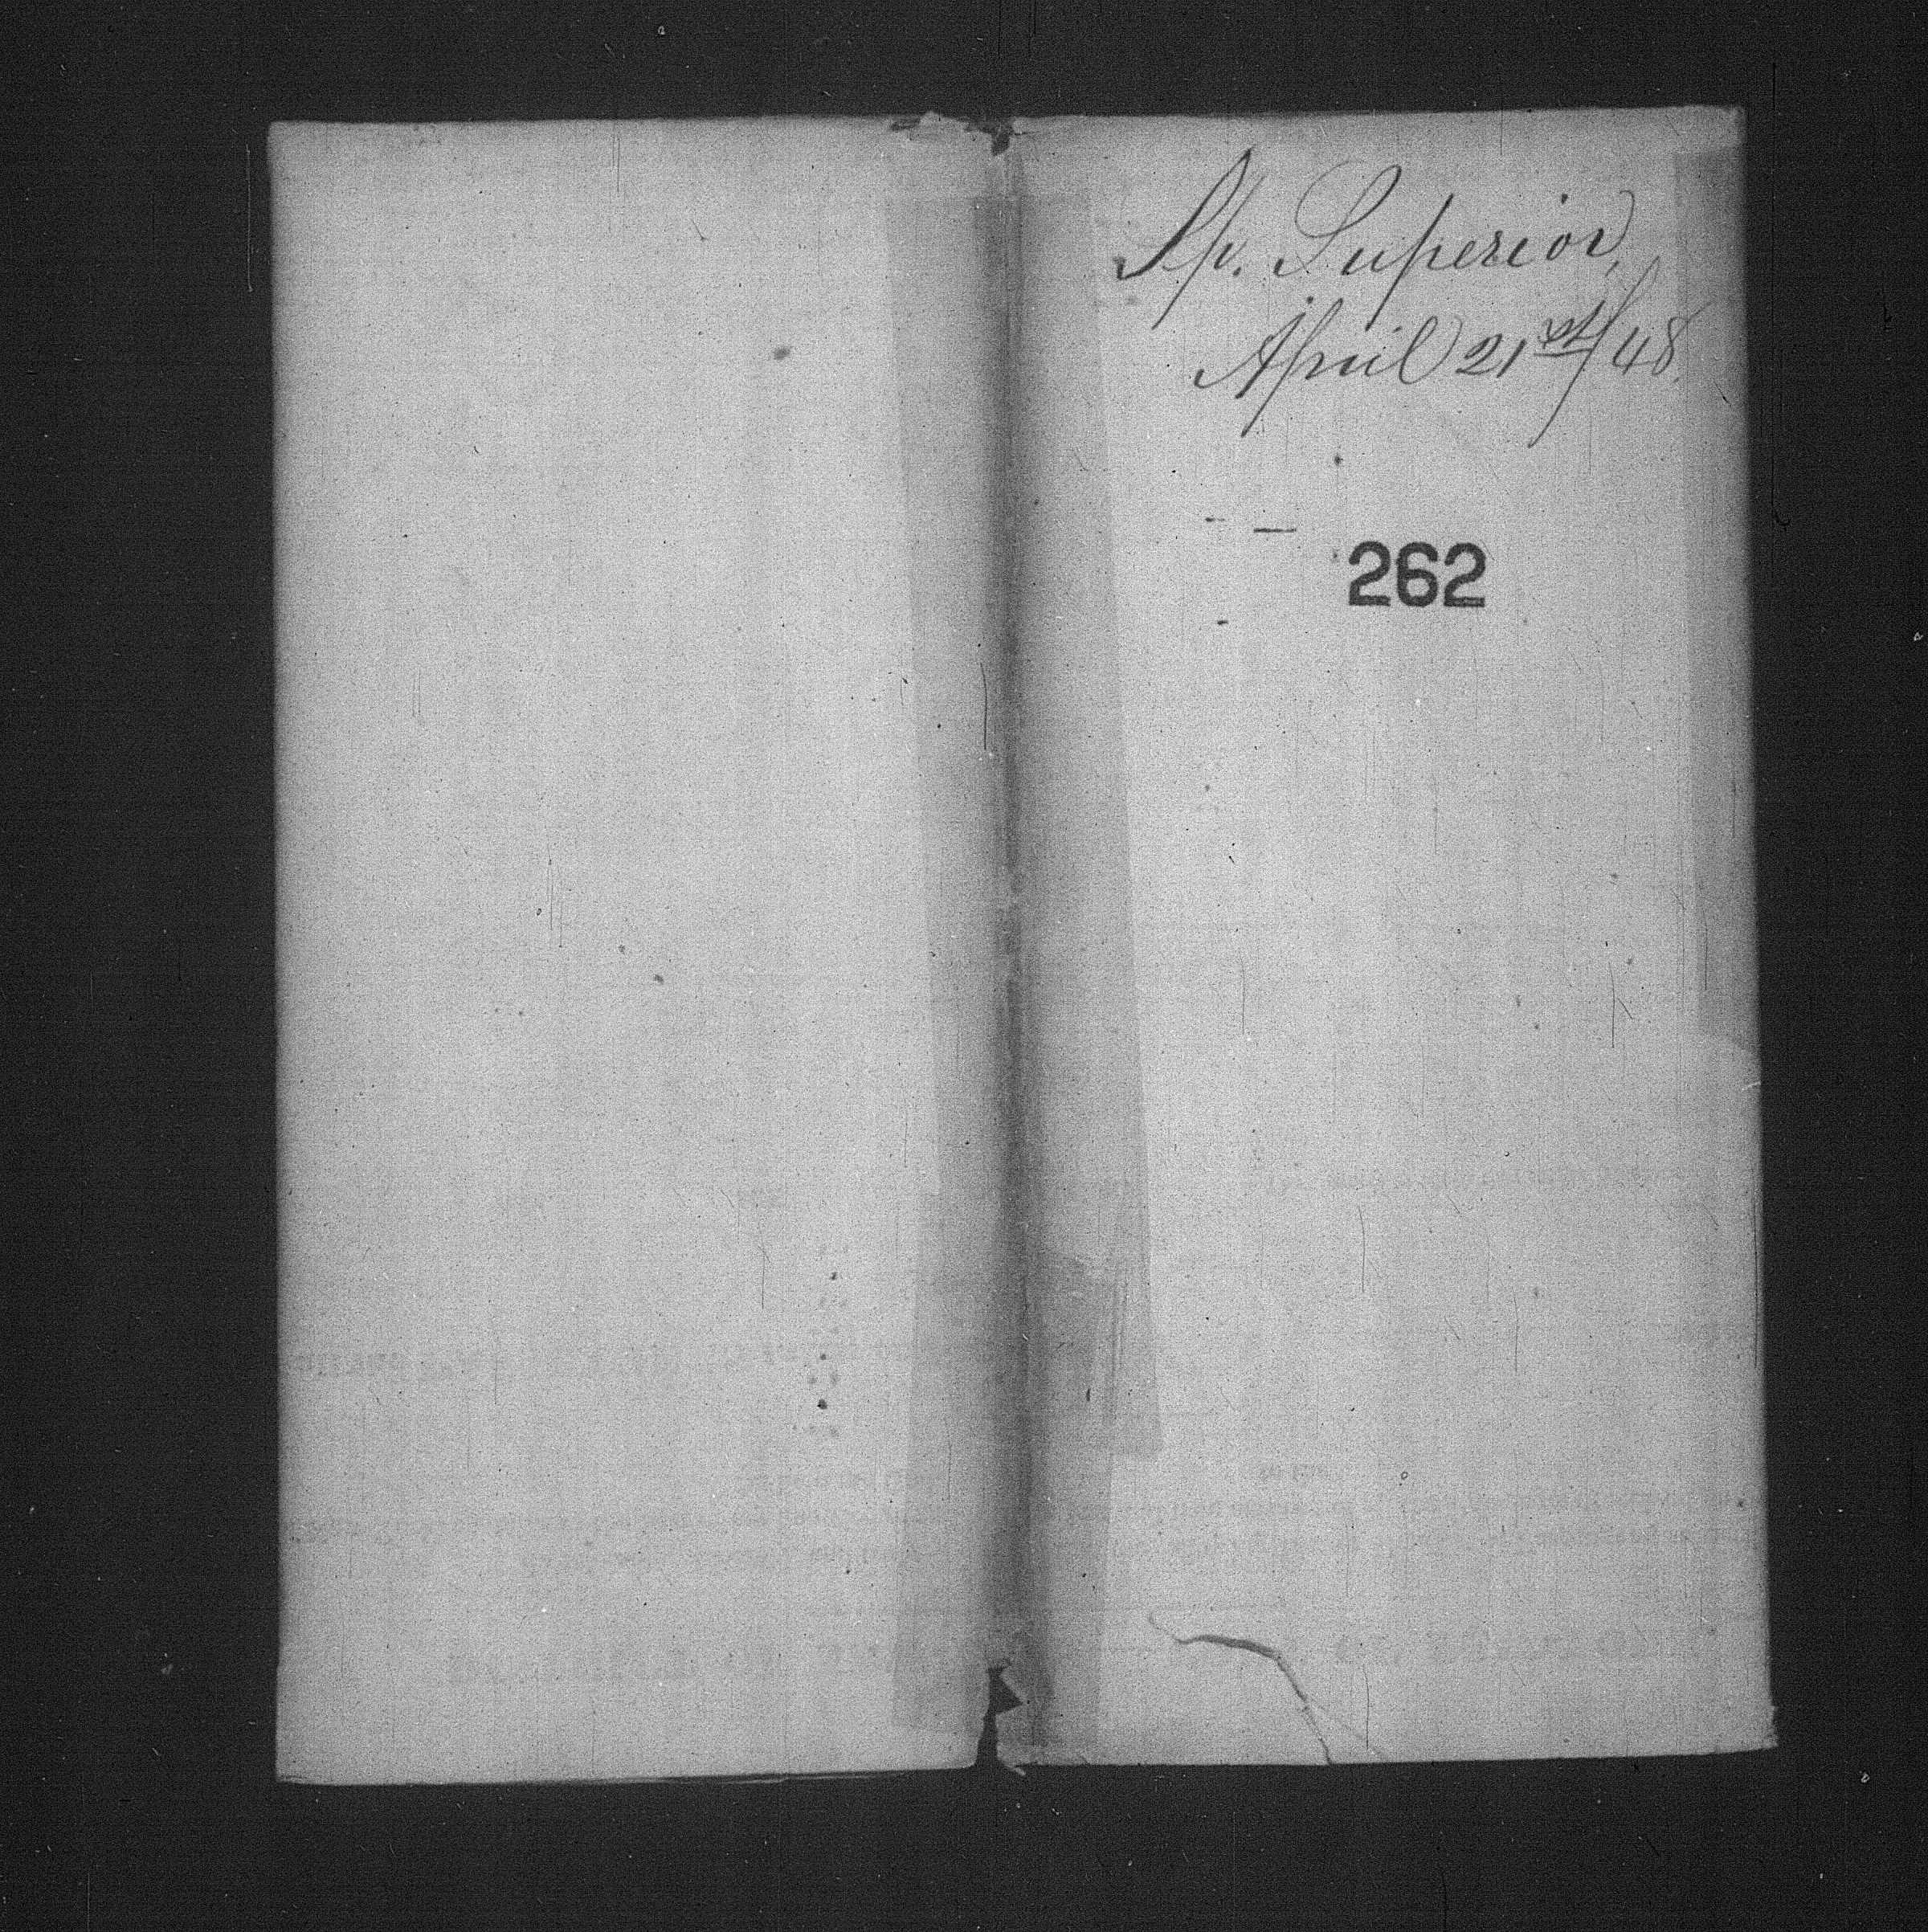 Sp. Superior,
April 21st/48.
262